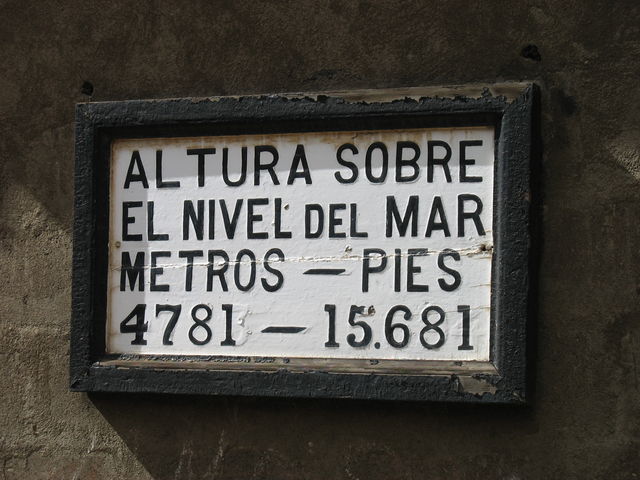 ALTURA SOBRE
EL NIVEL DEL MAR
METROS — PIES
4781 — 15.681